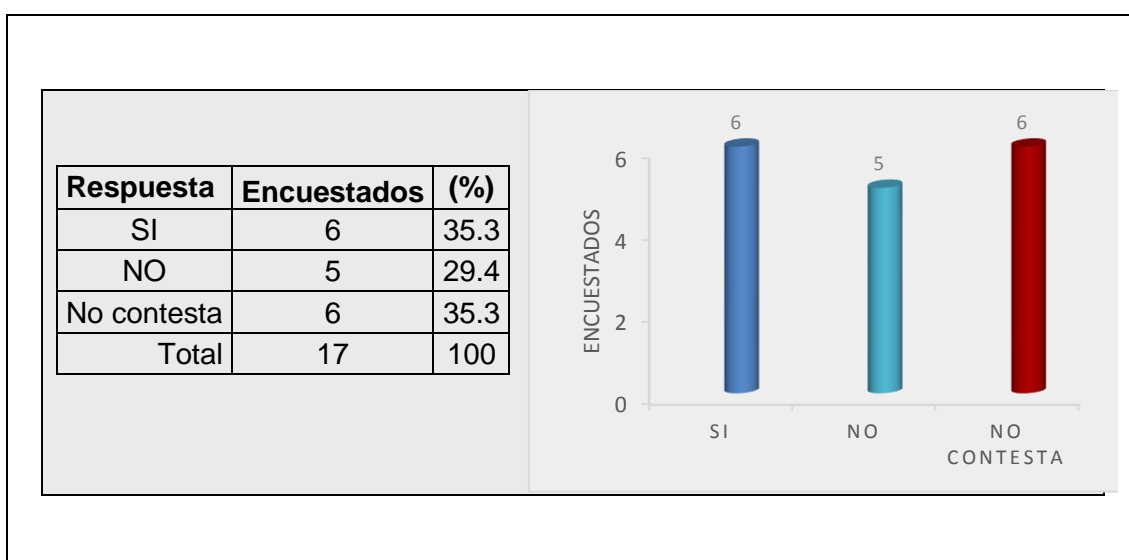 Respuesta Encuestados (%)
SI 6 35.3
NO 5 29.4
No contesta 6 35.3
Total 17 100
ENCUESTADOS
6
4
2
0
6
5
6
SI
NO
NO
CONTESTA